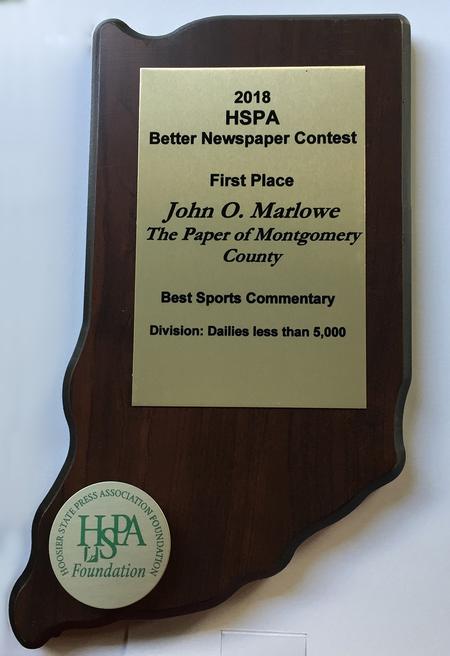 2018
HSPA
Better Newspaper Contest
First Place
John O. Marlowe
The Paper of Montgomery
County
Best Sports Commentary
Division: Dailies less than 5,000
HOOSIER STATE PRESS ASSOCIATION FOUNDATION
HSPA
Foundation